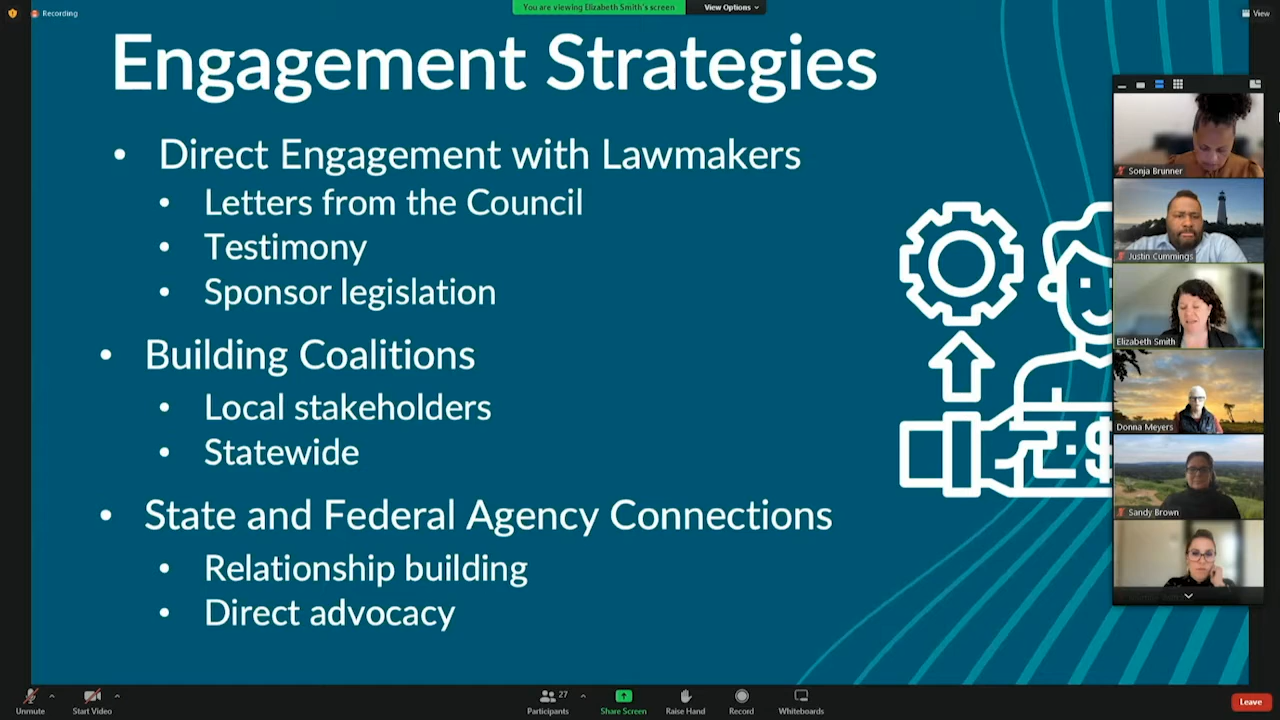 Recording
You are viewing Elizabeth Smith's screen
View Options
View
Engagement Strategies
• Direct Engagement with Lawmakers
• Letters from the Council
• Testimony
• Sponsor legislation
• Building Coalitions
• Local stakeholders
• Statewide
• State and Federal Agency Connections
• Relationship building
• Direct advocacy
$
Sonja Brunner
Justin Cummings
Elizabeth Smith
Donna Meyers
Sandy Brown
Unmute
Start Video
Participants
27
Share Screen
Raise Hand
Record
Whiteboards
Leave